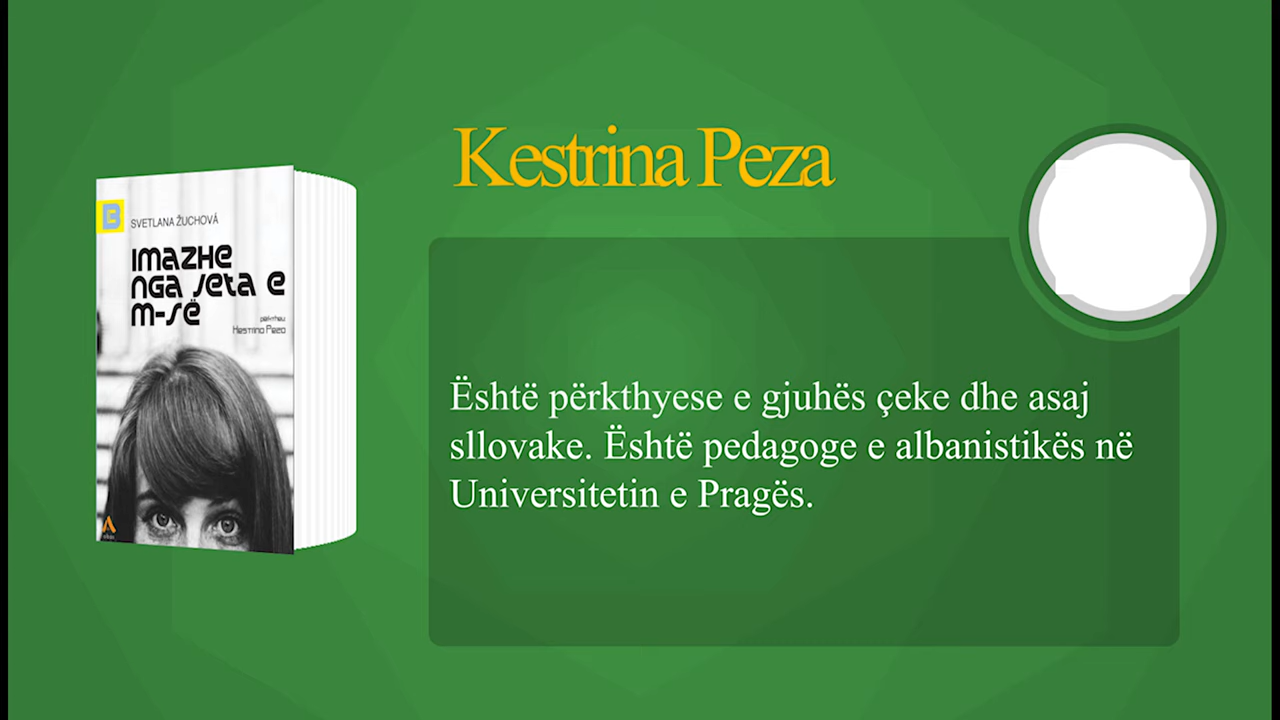 Kestrina Peza
B
SVETLANA ŽUCHOVÁ
Imazhe
nga jeta e
m-së
përktheu
Kestrina Peza
Është përkthyese e gjuhës çeke dhe asaj
sllovake. Është pedagoge e albanistikës në
Universitetin e Pragës.